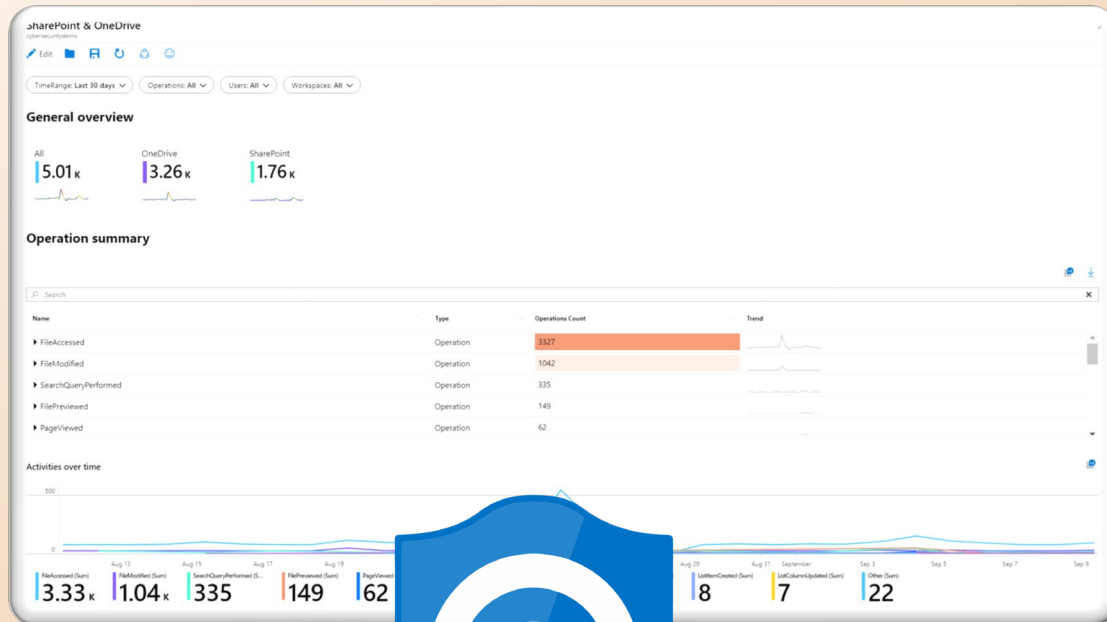 SharePoint & OneDrive
cybersecuritydemo
Edit
TimeRange: Last 30 days
Operations: All
Users: All
Workspaces: All
General overview
All
OneDrive
SharePoint
5.01 K
3.26 K
1.76 K
Operation summary
Search
Name Type Operations Count Trend
FileAccessed Operation 3327
FileModified Operation 1042
SearchQueryPerformed Operation 335
FilePreviewed Operation 149
PageViewed Operation 62
Activities over time
500
0
Aug 13 Aug 15 Aug 17 Aug 19 Aug 29 Aug 31 September Sep 3 Sep 5 Sep 7 Sep 9
FileAccessed (Sum) FileModified (Sum) SearchQueryPerformed (S... FilePreviewed (Sum) PageViewed ListItemCreated (Sum) ListColumnUpdated (Sum) Other (Sum)
3.33 K 1.04 K 335 149 62 8 7 22